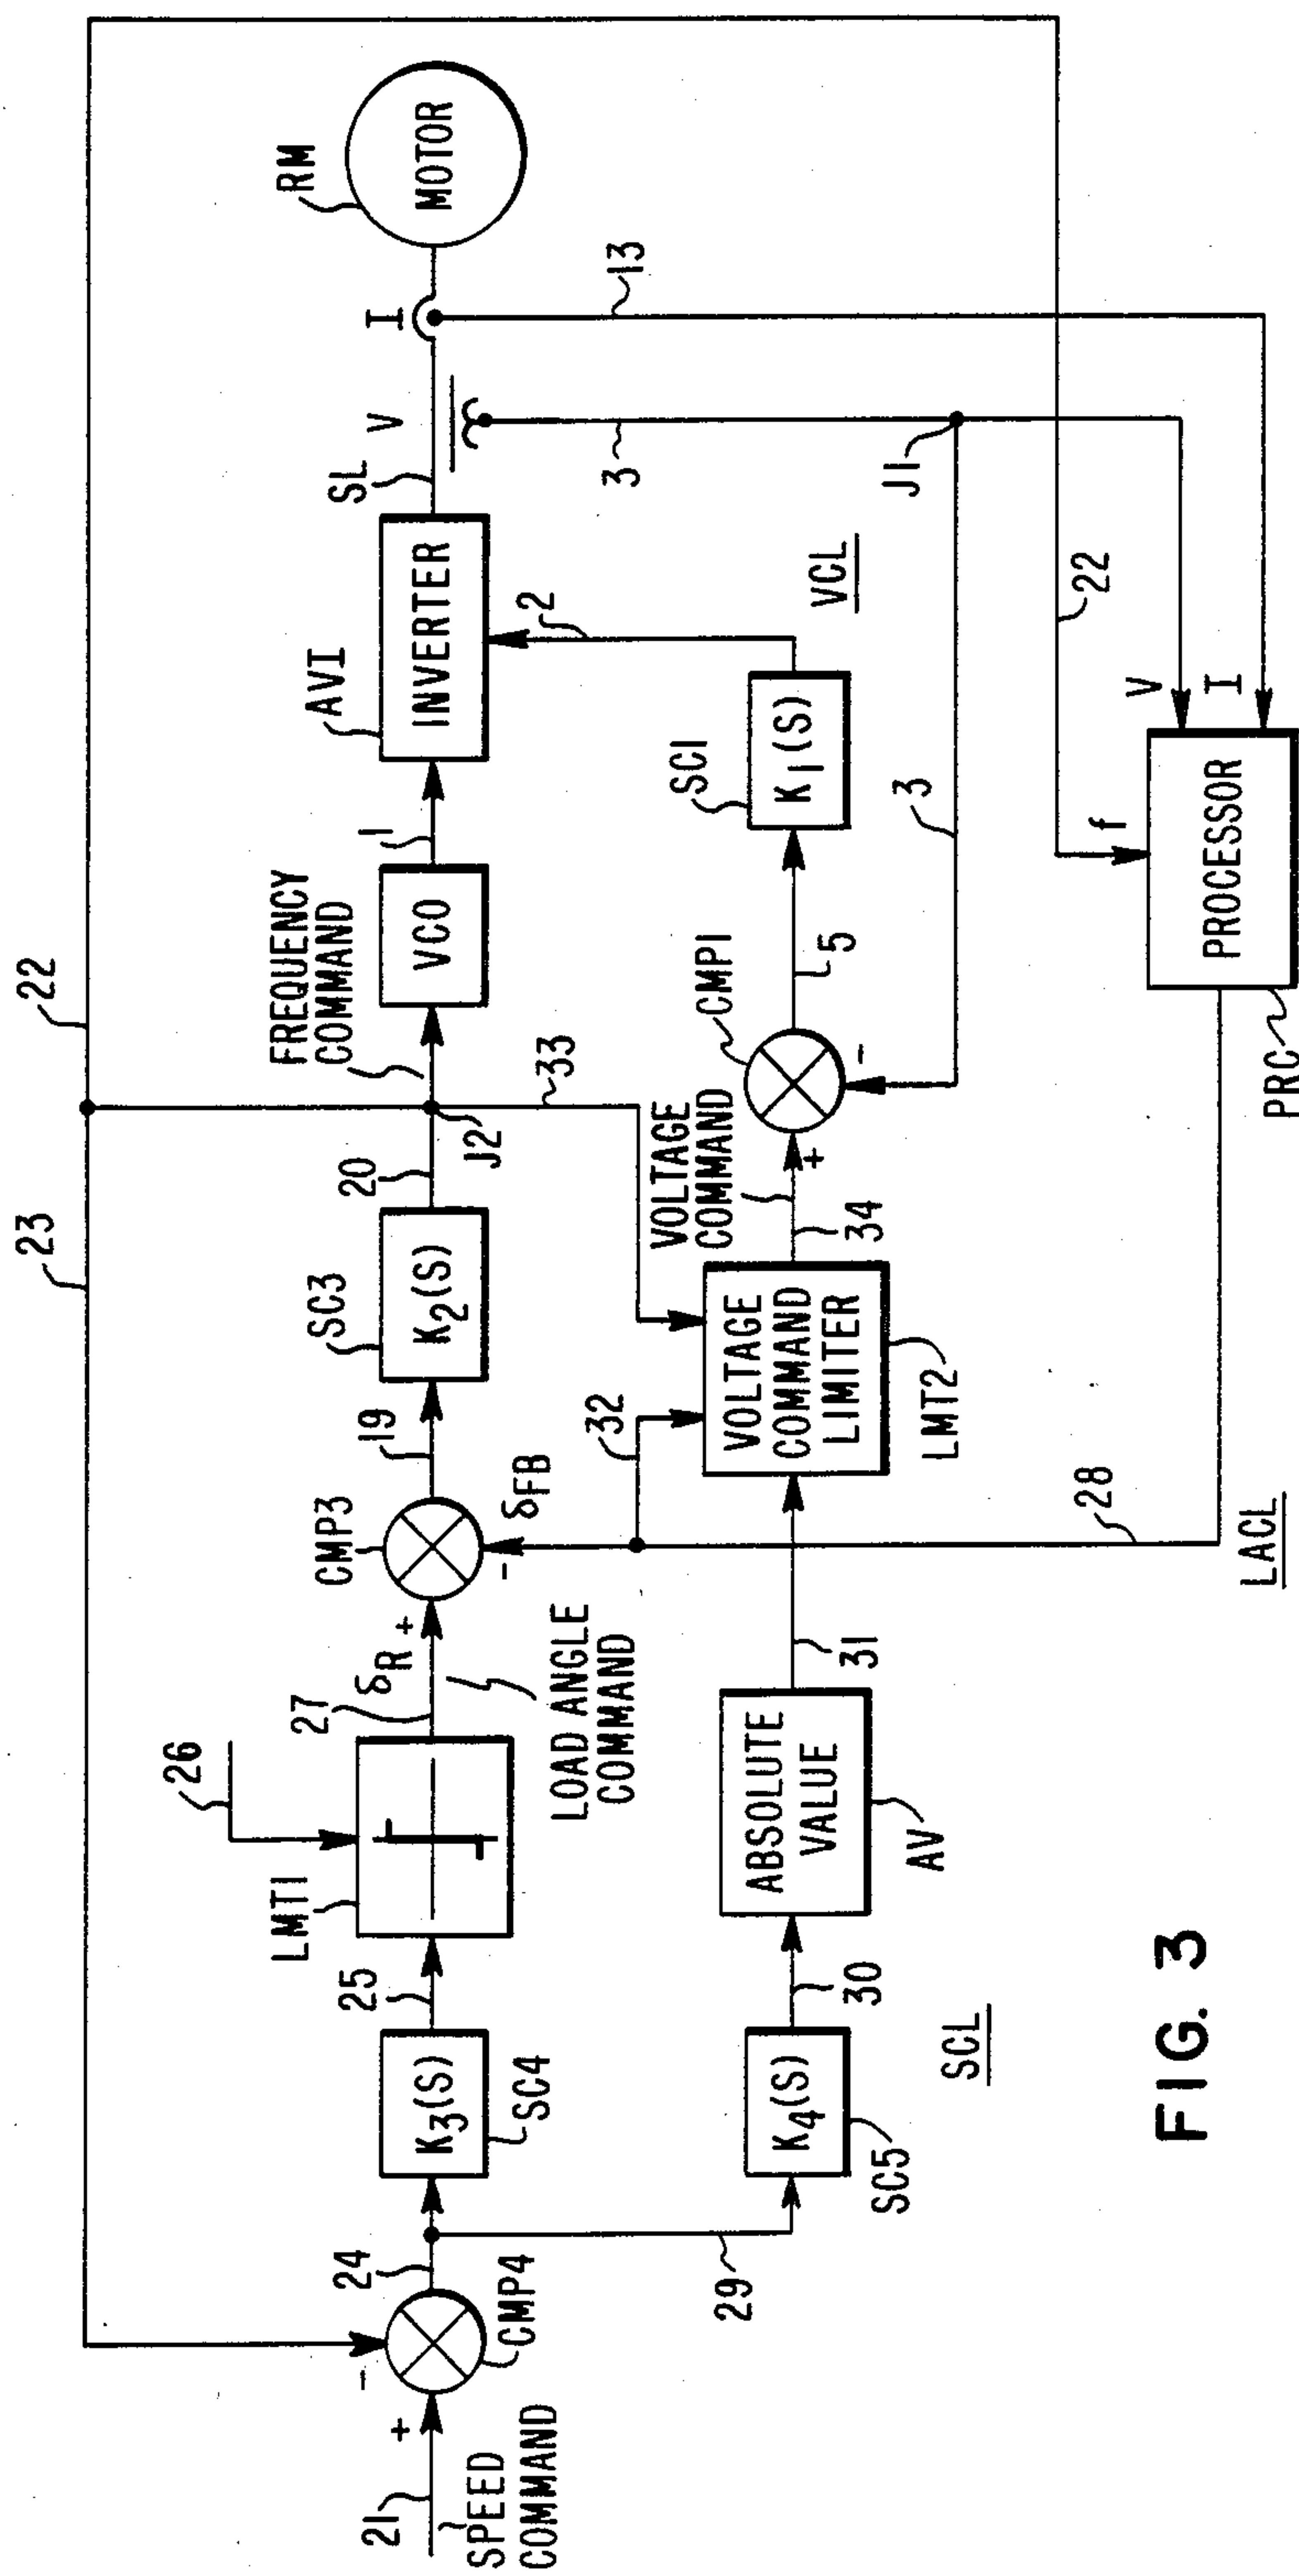 22
23
RM
MOTOR
I
13
V
SL
3
J1
AVI
INVERTER
2
VCL
22
1
FREQUENCY
COMMAND
VCO
SC1
K1(S)
3
V
I
f
PROCESSOR
PRC
33
J2
20
SC3
K2(S)
5
CMP1
-
+
VOLTAGE
COMMAND
34
19
CMP3
δFB
-
32
VOLTAGE
COMMAND
LIMITER
LMT2
28
LACL
+
δR
27
LOAD ANGLE
COMMAND
26
LMT1
31
ABSOLUTE
VALUE
AV
25
K3(S)
SC4
30
K4(S)
SC5
SCL
24
CMP4
29
-
+
21
SPEED
COMMAND
FIG. 3